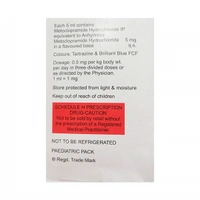 Each 5 ml contains
Metoclopramide Hydrochloride IP
equivalent to Anhydrous
Metoclopramide Hydrochloride 5 mg
in a flavoured base q.s.
Colours: Tartrazine & Brilliant Blue FCF
Dosage: 0.5 mg per kg body wt.
per day in three divided doses or
as directed by the Physician.
1 ml = 1 mg
Store protected from light & moisture
Keep out of reach of children
SCHEDULE H PRESCRIPTION
DRUG-CAUTION
Not to be sold by retail without
the prescription of a Registered
Medical Practitioner
NOT TO BE REFRIGERATED
PAEDIATRIC PACK
® Regd. Trade Mark